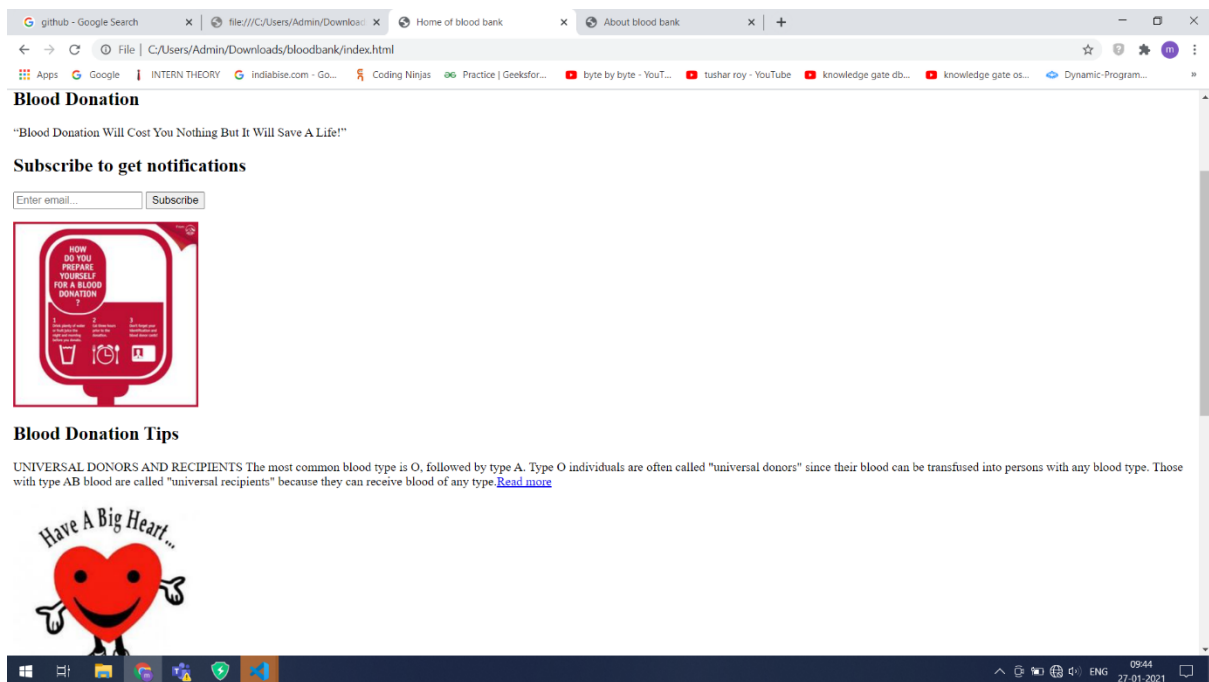 github - Google Search
file:///C:/Users/Admin/Download
Home of blood bank
About blood bank
File | C:/Users/Admin/Downloads/bloodbank/index.html
m
Apps
Google
INTERN THEORY
indiabise.com - Go...
Coding Ninjas
Practice | Geeksfor...
byte by byte - YouT...
tushar roy - YouTube
knowledge gate db...
knowledge gate os...
Dynamic-Program...
»
Blood Donation
“Blood Donation Will Cost You Nothing But It Will Save A Life!”
Subscribe to get notifications
Enter email...
Subscribe
HOW
DO YOU
PREPARE
YOURSELF
FOR A BLOOD
DONATION
?
1
2
3
Blood Donation Tips
UNIVERSAL DONORS AND RECIPIENTS The most common blood type is O, followed by type A. Type O individuals are often called "universal donors" since their blood can be transfused into persons with any blood type. Those
with type AB blood are called "universal recipients" because they can receive blood of any type.Read more
Have A Big Heart...
ENG
09:44
27-01-2021